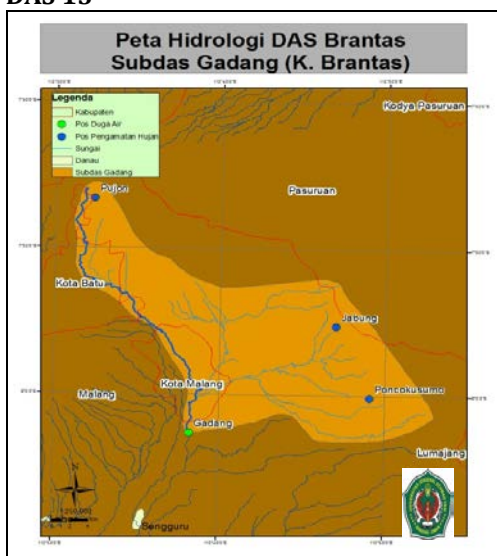 DAS 13
Peta Hidrologi DAS Brantas
Subdas Gadang (K. Brantas)
Legenda
Kabupaten
Pos Duga Air
Pos Pengamatan Hujan
Sungai
Danau
Subdas Gadang
Kodya Pasuruan
Pujon
Pasuruan
Kota Batu
Jabung
Malang
Kota Malang
Poncokusumo
Gadang
Lumajang
Sengguru